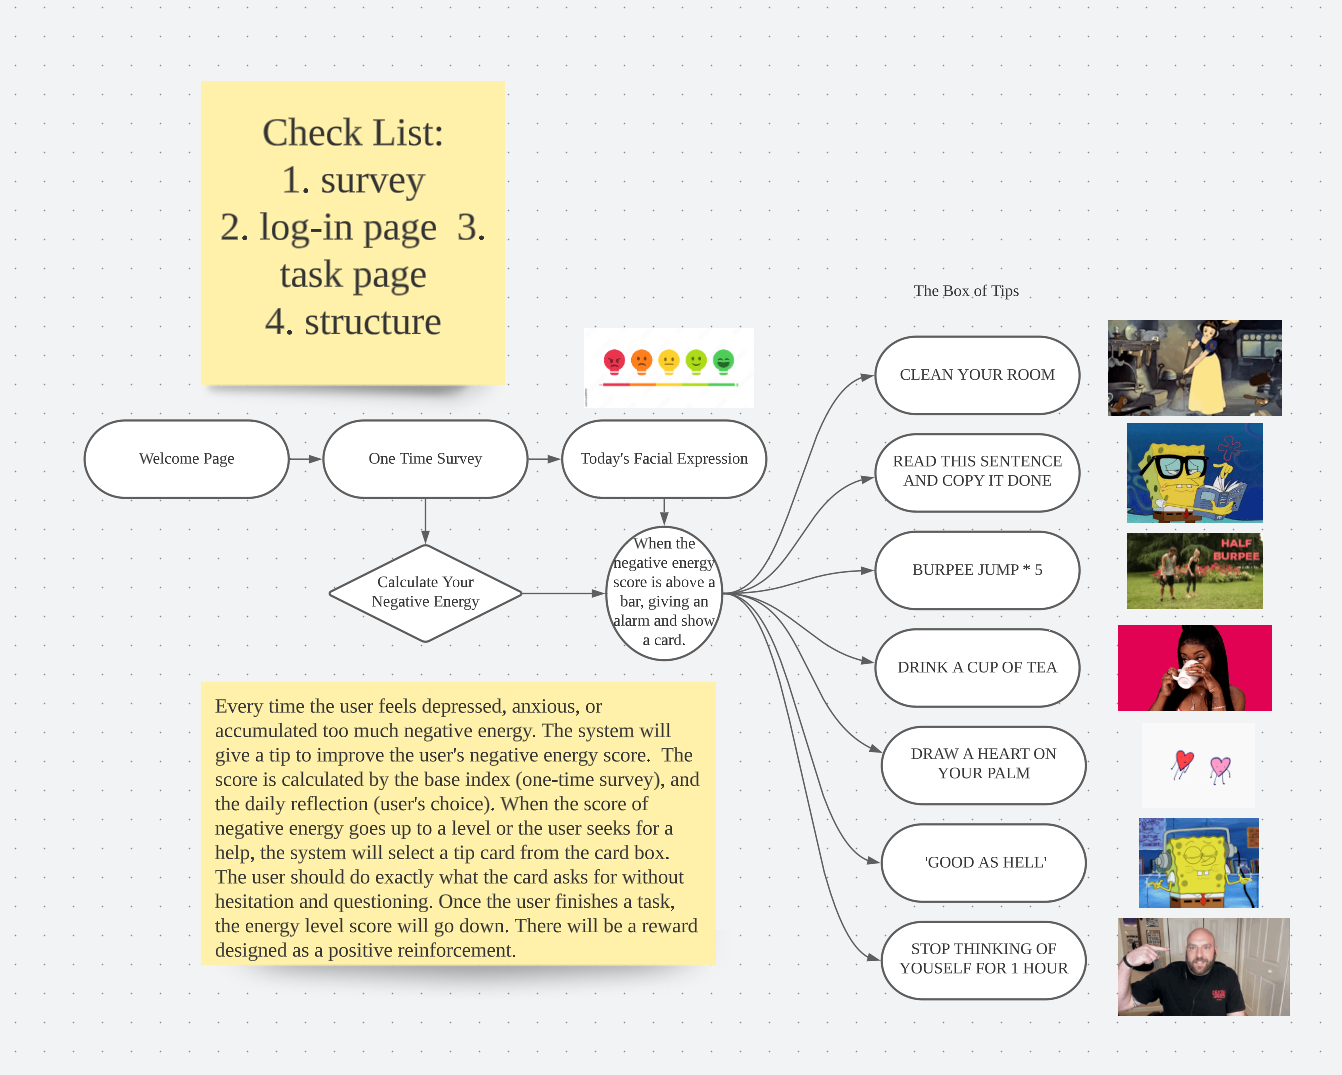 Check List:
1. survey
2. log-in page  3.
task page
4. structure
The Box of Tips
Welcome Page
One Time Survey
Today's Facial Expression
Calculate Your
Negative Energy
When the
negative energy
score is above a
bar, giving an
alarm and show
a card.
CLEAN YOUR ROOM
READ THIS SENTENCE
AND COPY IT DONE
HALF
BURPEE
BURPEE JUMP * 5
DRINK A CUP OF TEA
DRAW A HEART ON
YOUR PALM
'GOOD AS HELL'
STOP THINKING OF
YOUSELF FOR 1 HOUR
Every time the user feels depressed, anxious, or
accumulated too much negative energy. The system will
give a tip to improve the user's negative energy score.  The
score is calculated by the base index (one-time survey), and
the daily reflection (user's choice). When the score of
negative energy goes up to a level or the user seeks for a
help, the system will select a tip card from the card box.
The user should do exactly what the card asks for without
hesitation and questioning. Once the user finishes a task,
the energy level score will go down. There will be a reward
designed as a positive reinforcement.